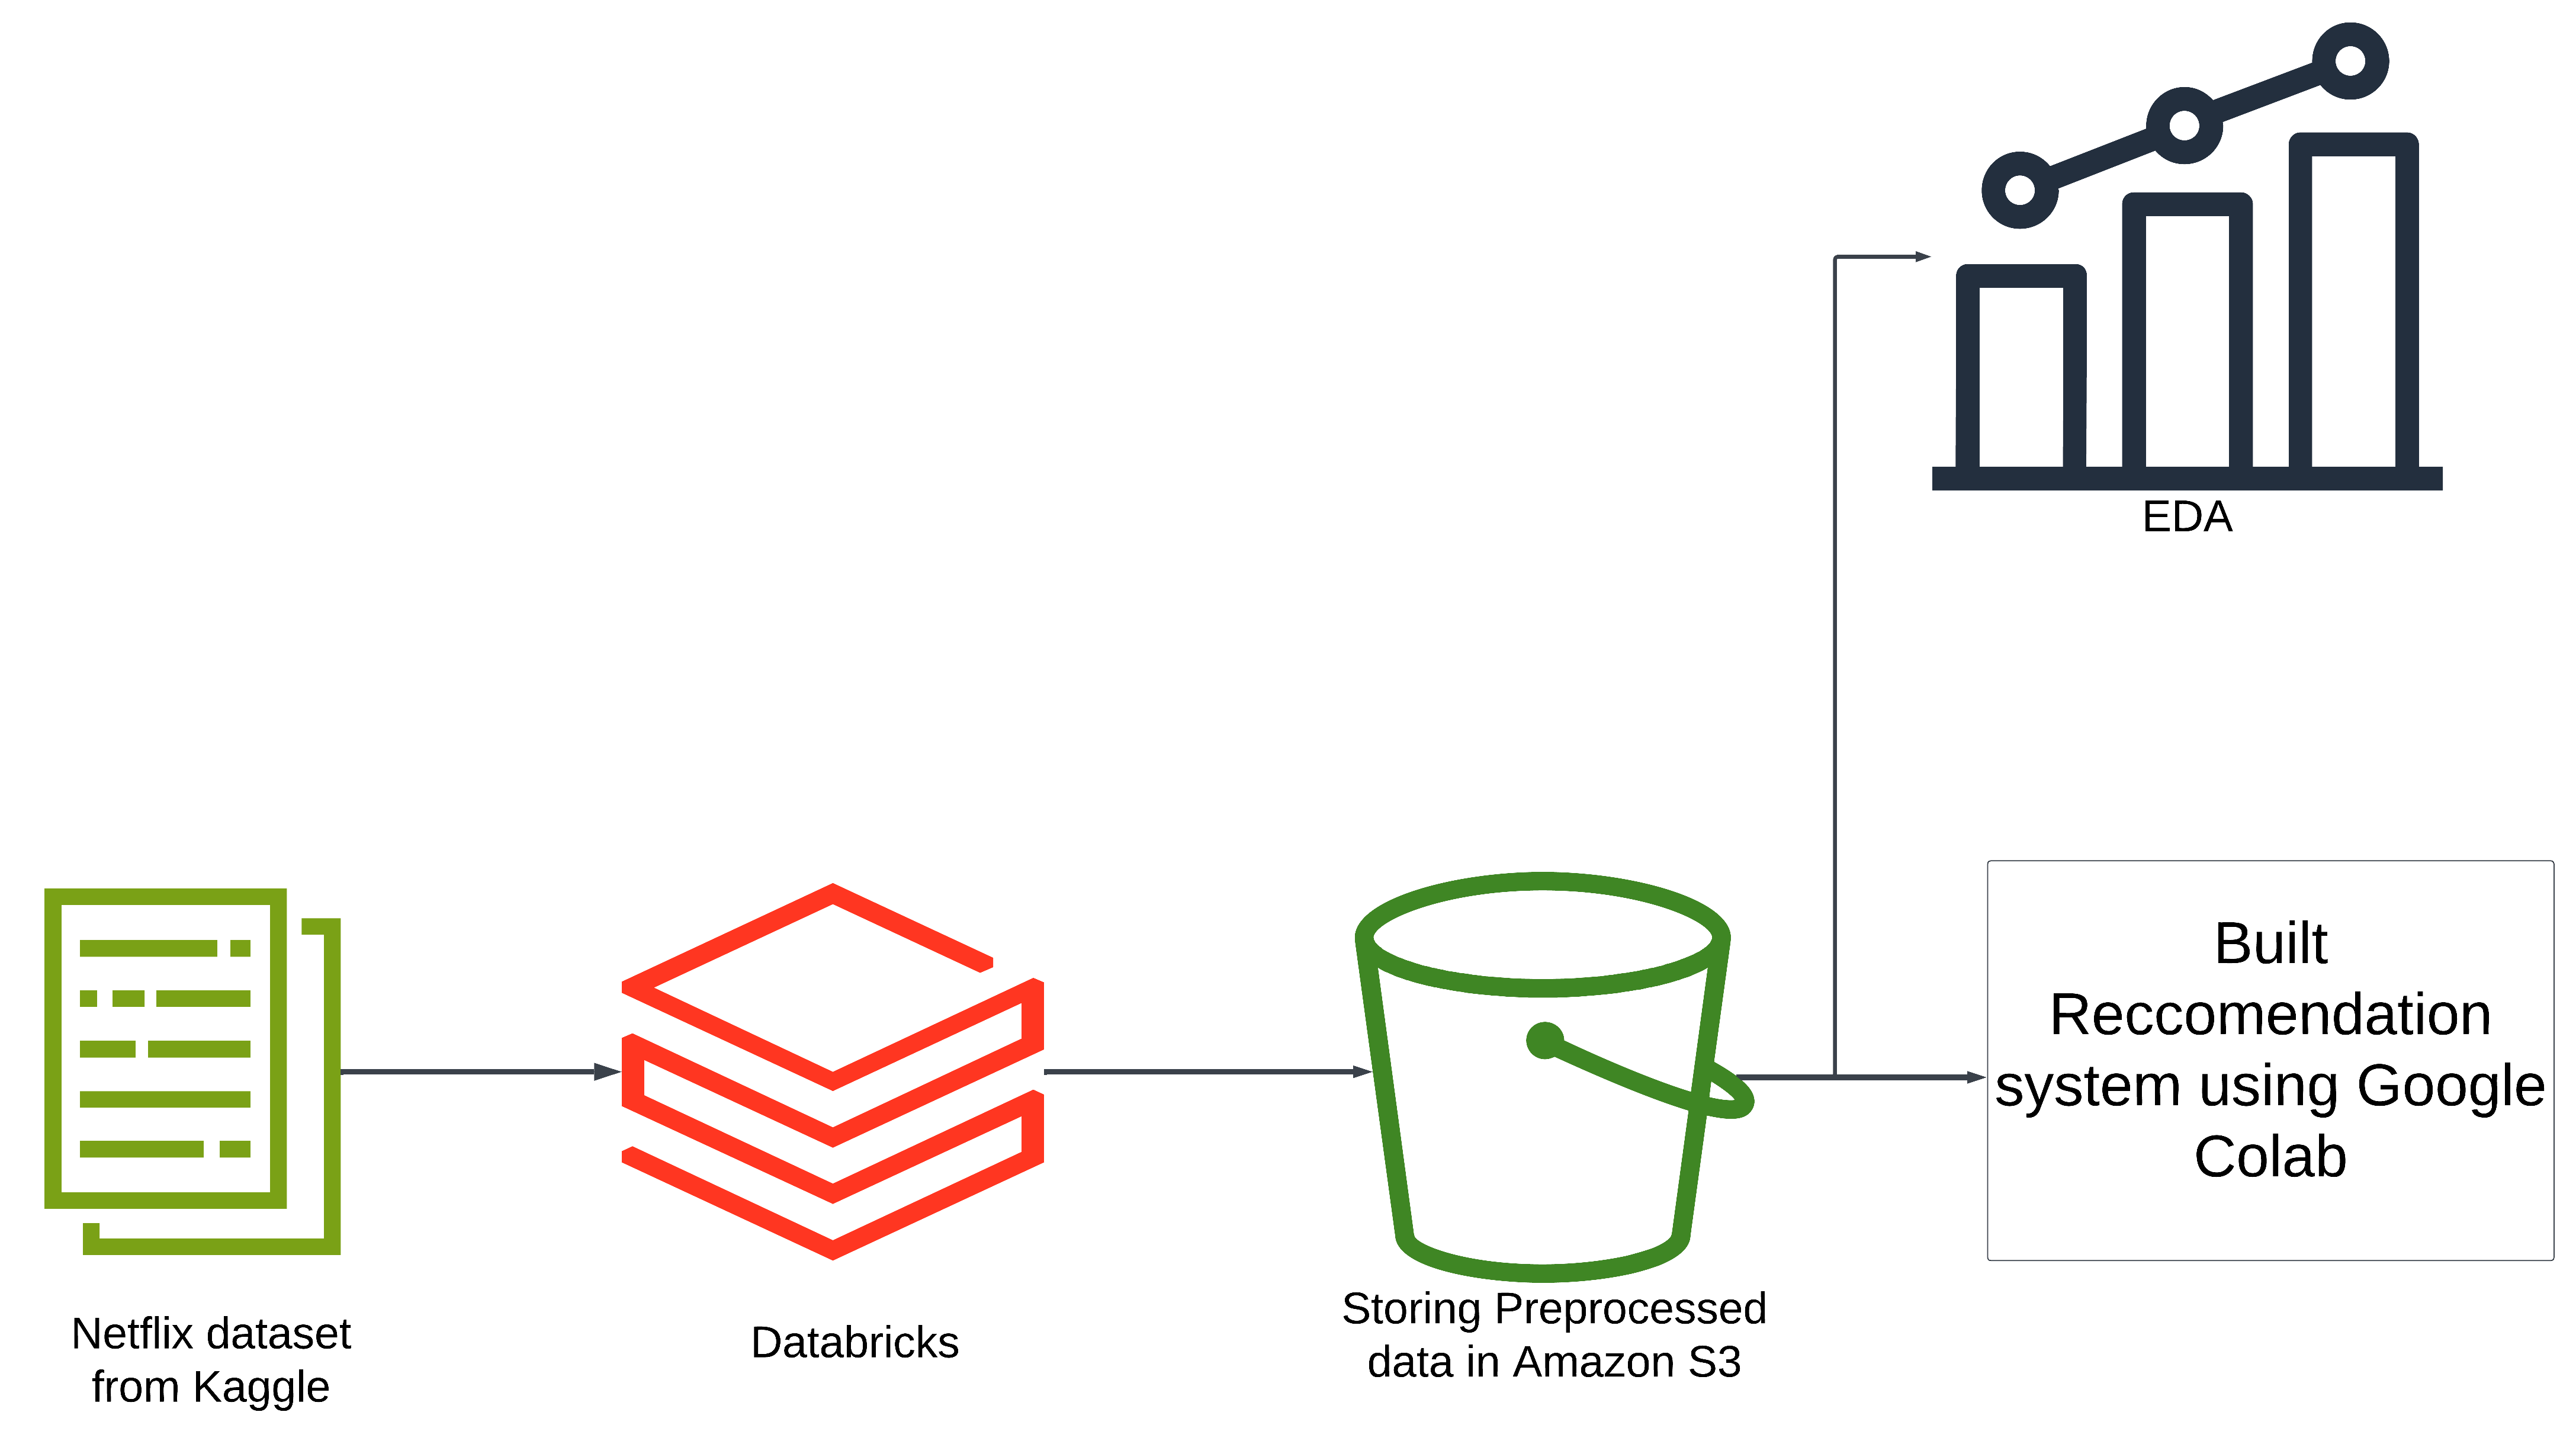 EDA
Built
Reccomendation
system using Google
Colab
Netflix dataset
from Kaggle
Databricks
Storing Preprocessed
data in Amazon S3